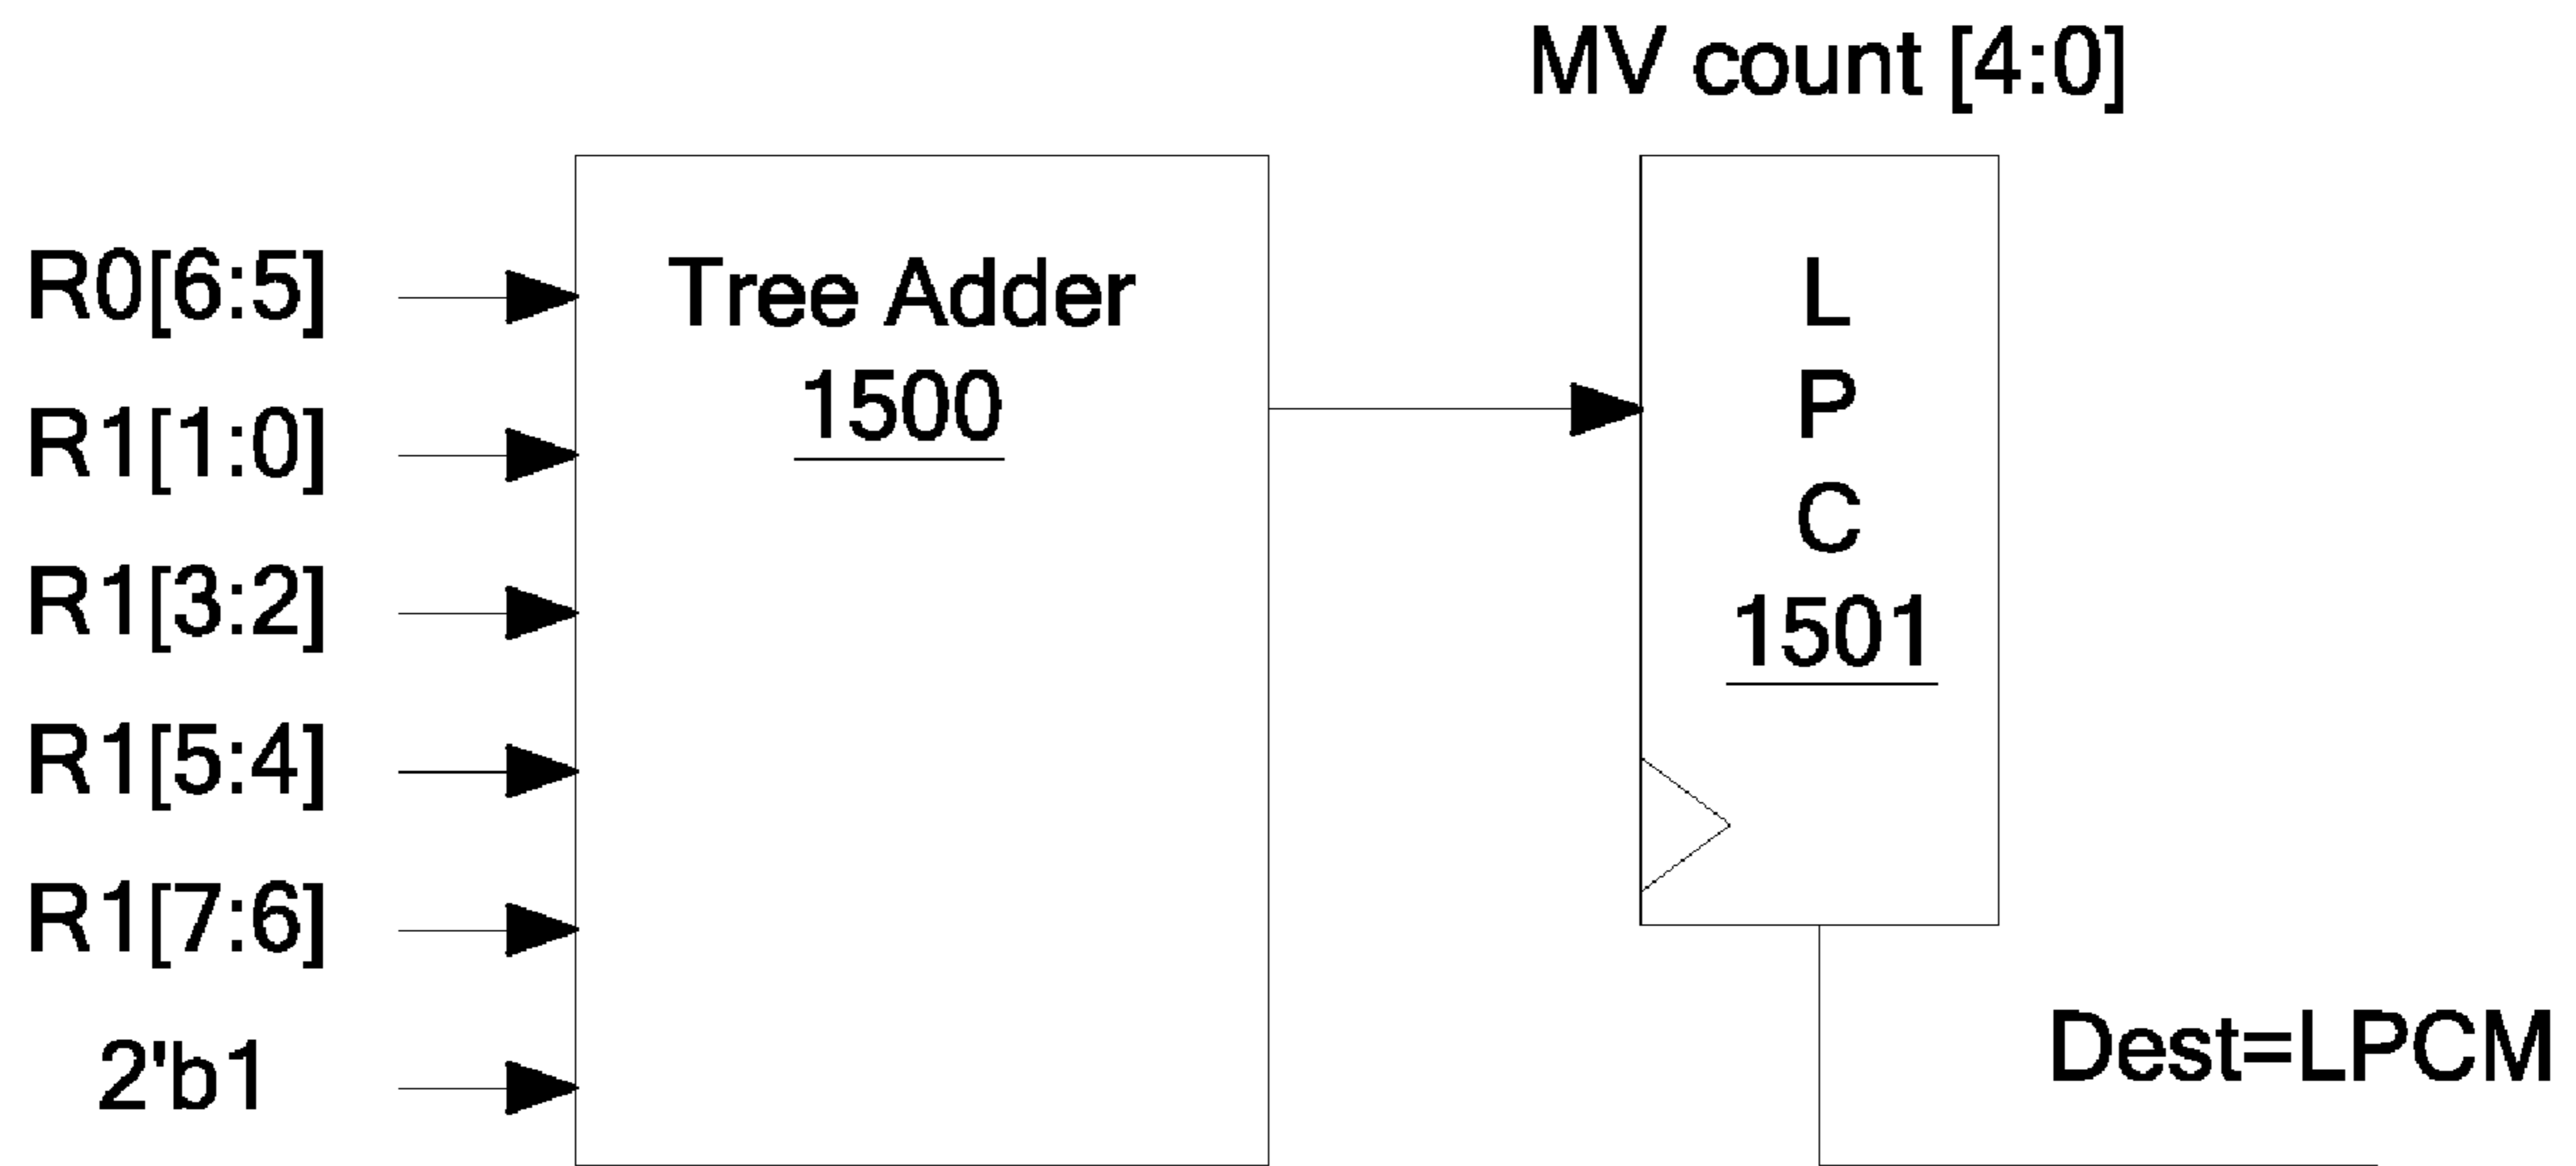 MV count [4:0]
R0[6:5]
R1[1:0]
R1[3:2]
R1[5:4]
R1[7:6]
2'b1
Tree Adder
1500
L
P
C
1501
Dest=LPCM